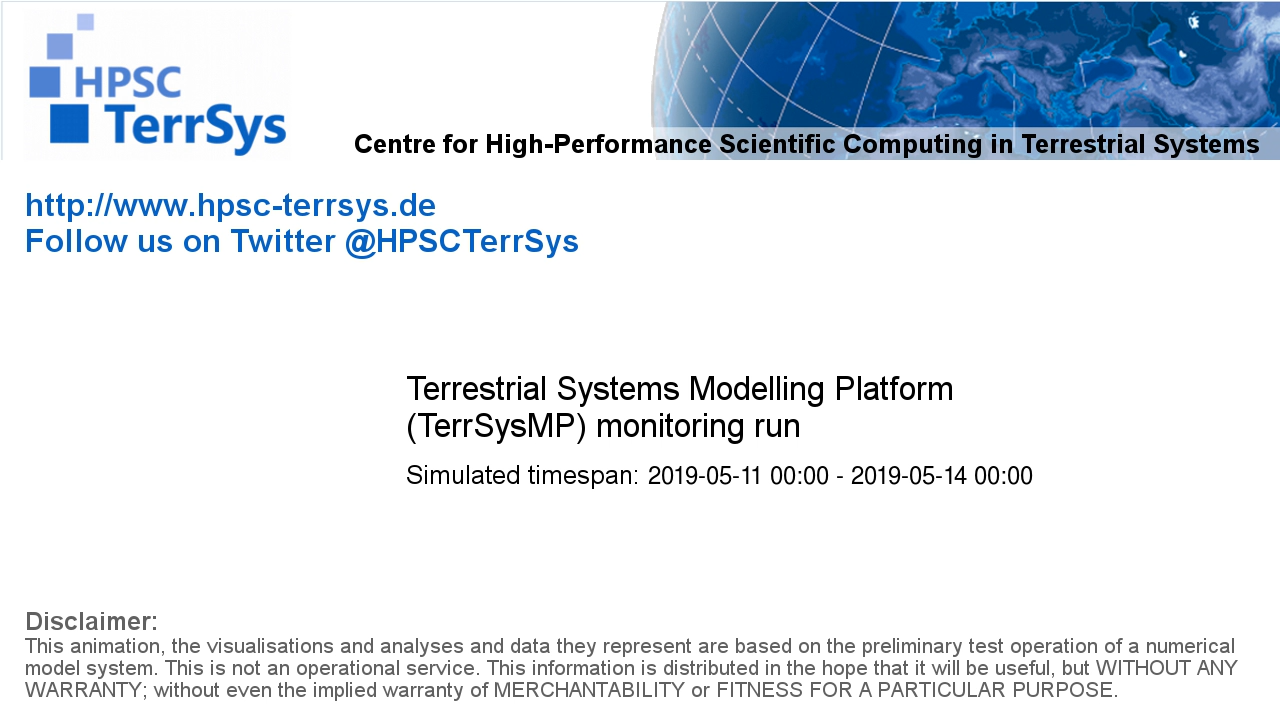 HPSC
TerrSys
Centre for High-Performance Scientific Computing in Terrestrial Systems
http://www.hpsc-terrsys.de
Follow us on Twitter @HPSCTerrSys
Terrestrial Systems Modelling Platform
(TerrSysMP) monitoring run
Simulated timespan: 2019-05-11 00:00 - 2019-05-14 00:00
Disclaimer:
This animation, the visualisations and analyses and data they represent are based on the preliminary test operation of a numerical
model system. This is not an operational service. This information is distributed in the hope that it will be useful, but WITHOUT ANY
WARRANTY; without even the implied warranty of MERCHANTABILITY or FITNESS FOR A PARTICULAR PURPOSE.